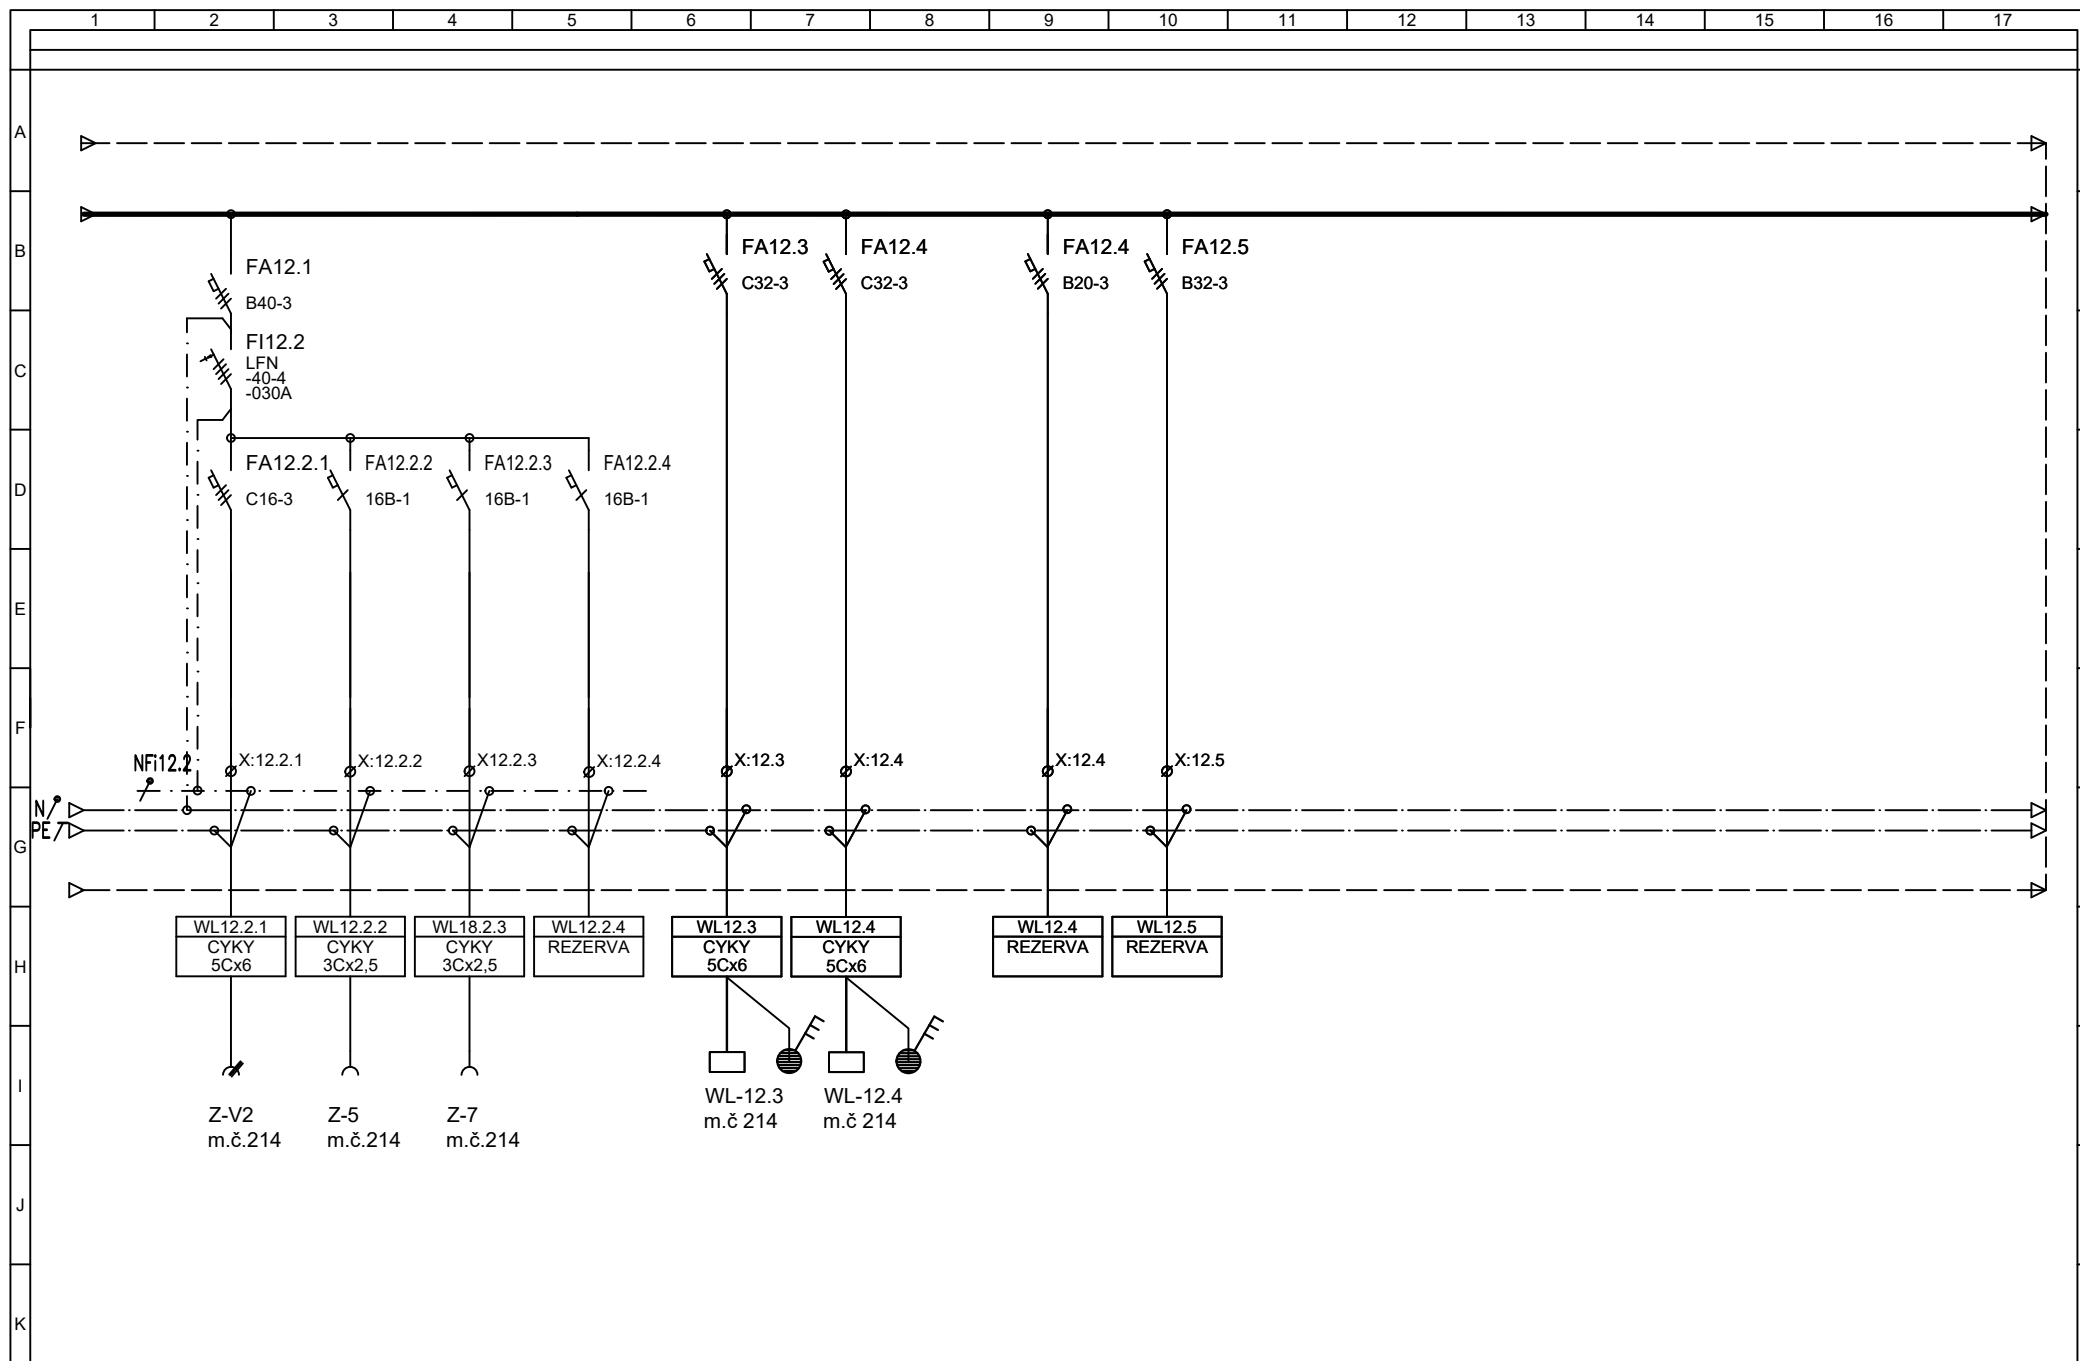 1 2 3 4 5 6 7 8 9 10 11 12 13 14 15 16 17
A
B
FA12.1
B40-3
FA12.3
C32-3
FA12.4
C32-3
FA12.4
B20-3
FA12.5
B32-3
C
FI12.2
LFN
-40-4
-030A
D
FA12.2.1
C16-3
FA12.2.2
16B-1
FA12.2.3
16B-1
FA12.2.4
16B-1
E
F
NFi12.2
X:12.2.1
X:12.2.2
X12.2.3
X:12.2.4
X:12.3
X:12.4
X:12.4
X:12.5
N
PE
G
H
WL12.2.1
CYKY
5Cx6
WL12.2.2
CYKY
3Cx2,5
WL18.2.3
CYKY
3Cx2,5
WL12.2.4
REZERVA
WL12.3
CYKY
5Cx6
WL12.4
CYKY
5Cx6
WL12.4
REZERVA
WL12.5
REZERVA
I
Z-V2
m.č.214
Z-5
m.č.214
Z-7
m.č.214
WL-12.3
m.č 214
WL-12.4
m.č 214
J
K